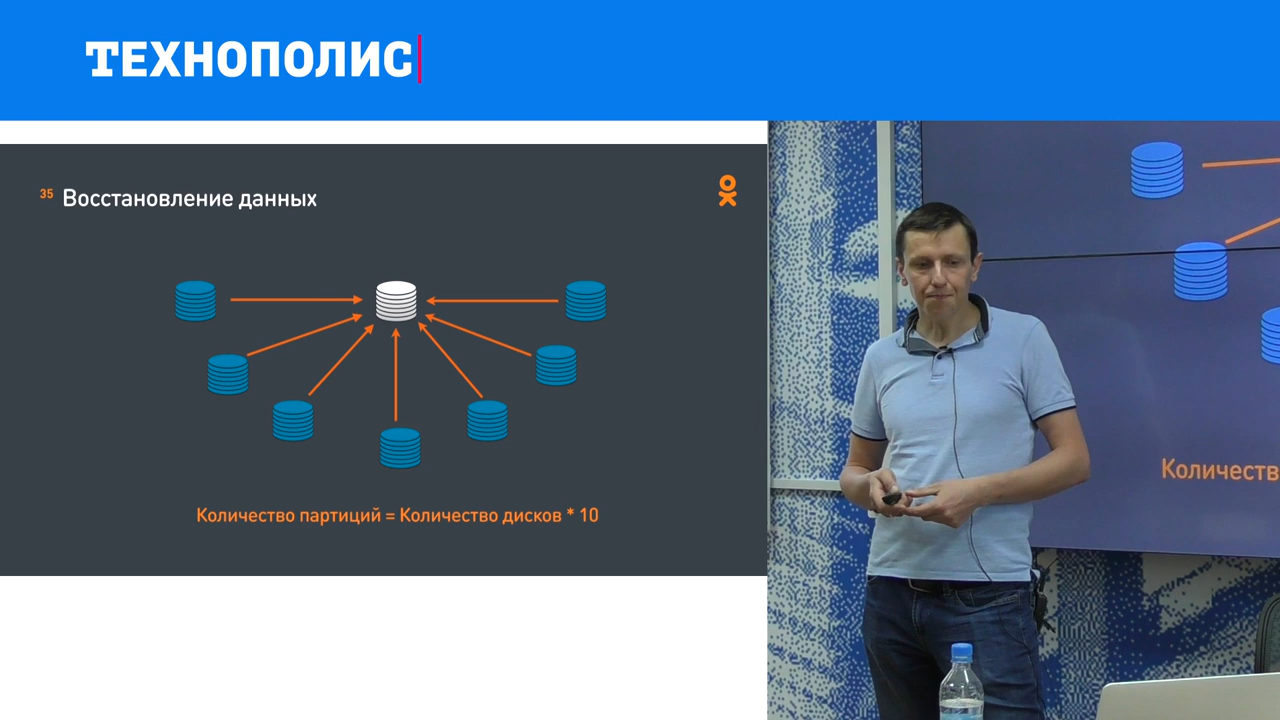 ТЕХНОПОЛИС
35 Восстановление данных
Количество партиций = Количество дисков * 10
Количеств